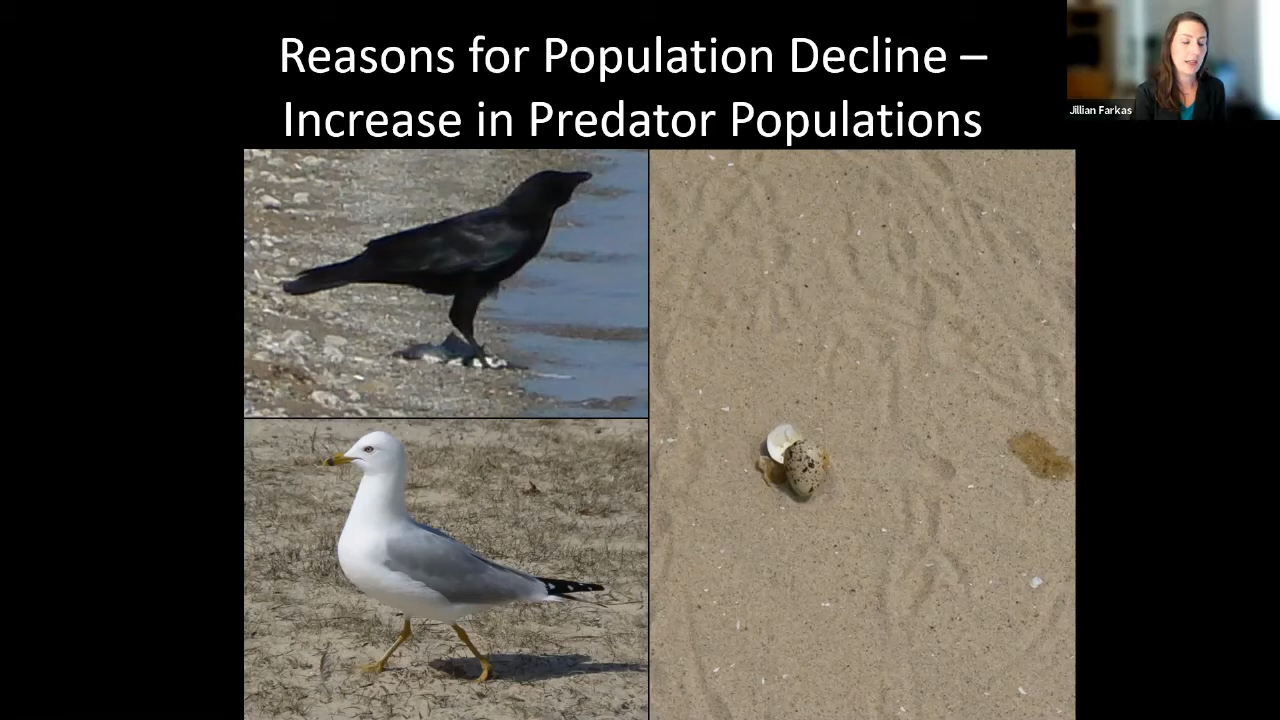 Reasons for Population Decline –
Increase in Predator Populations
Jillian Farkas